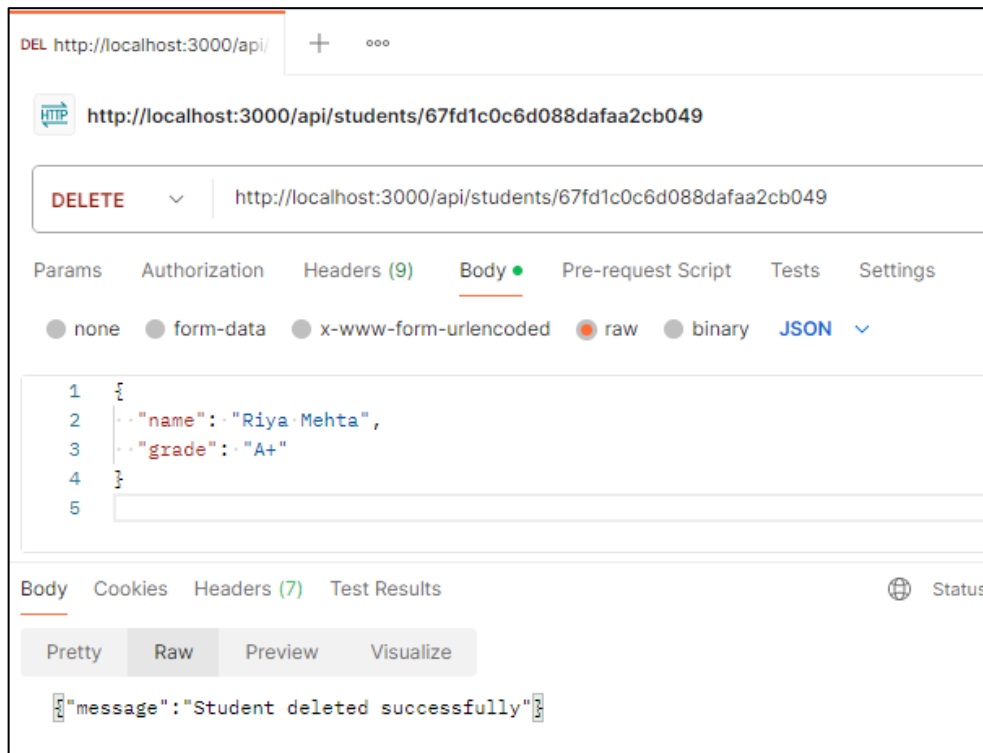 DEL http://localhost:3000/api/
HTTP http://localhost:3000/api/students/67fd1c0c6d088dafaa2cb049
DELETE http://localhost:3000/api/students/67fd1c0c6d088dafaa2cb049
Params Authorization Headers (9) Body Pre-request Script Tests Settings
none form-data x-www-form-urlencoded raw binary JSON
1 {
2 "name": "Riya Mehta",
3 "grade": "A+"
4 }
5
Body Cookies Headers (7) Test Results Status
Pretty Raw Preview Visualize
{"message":"Student deleted successfully"}